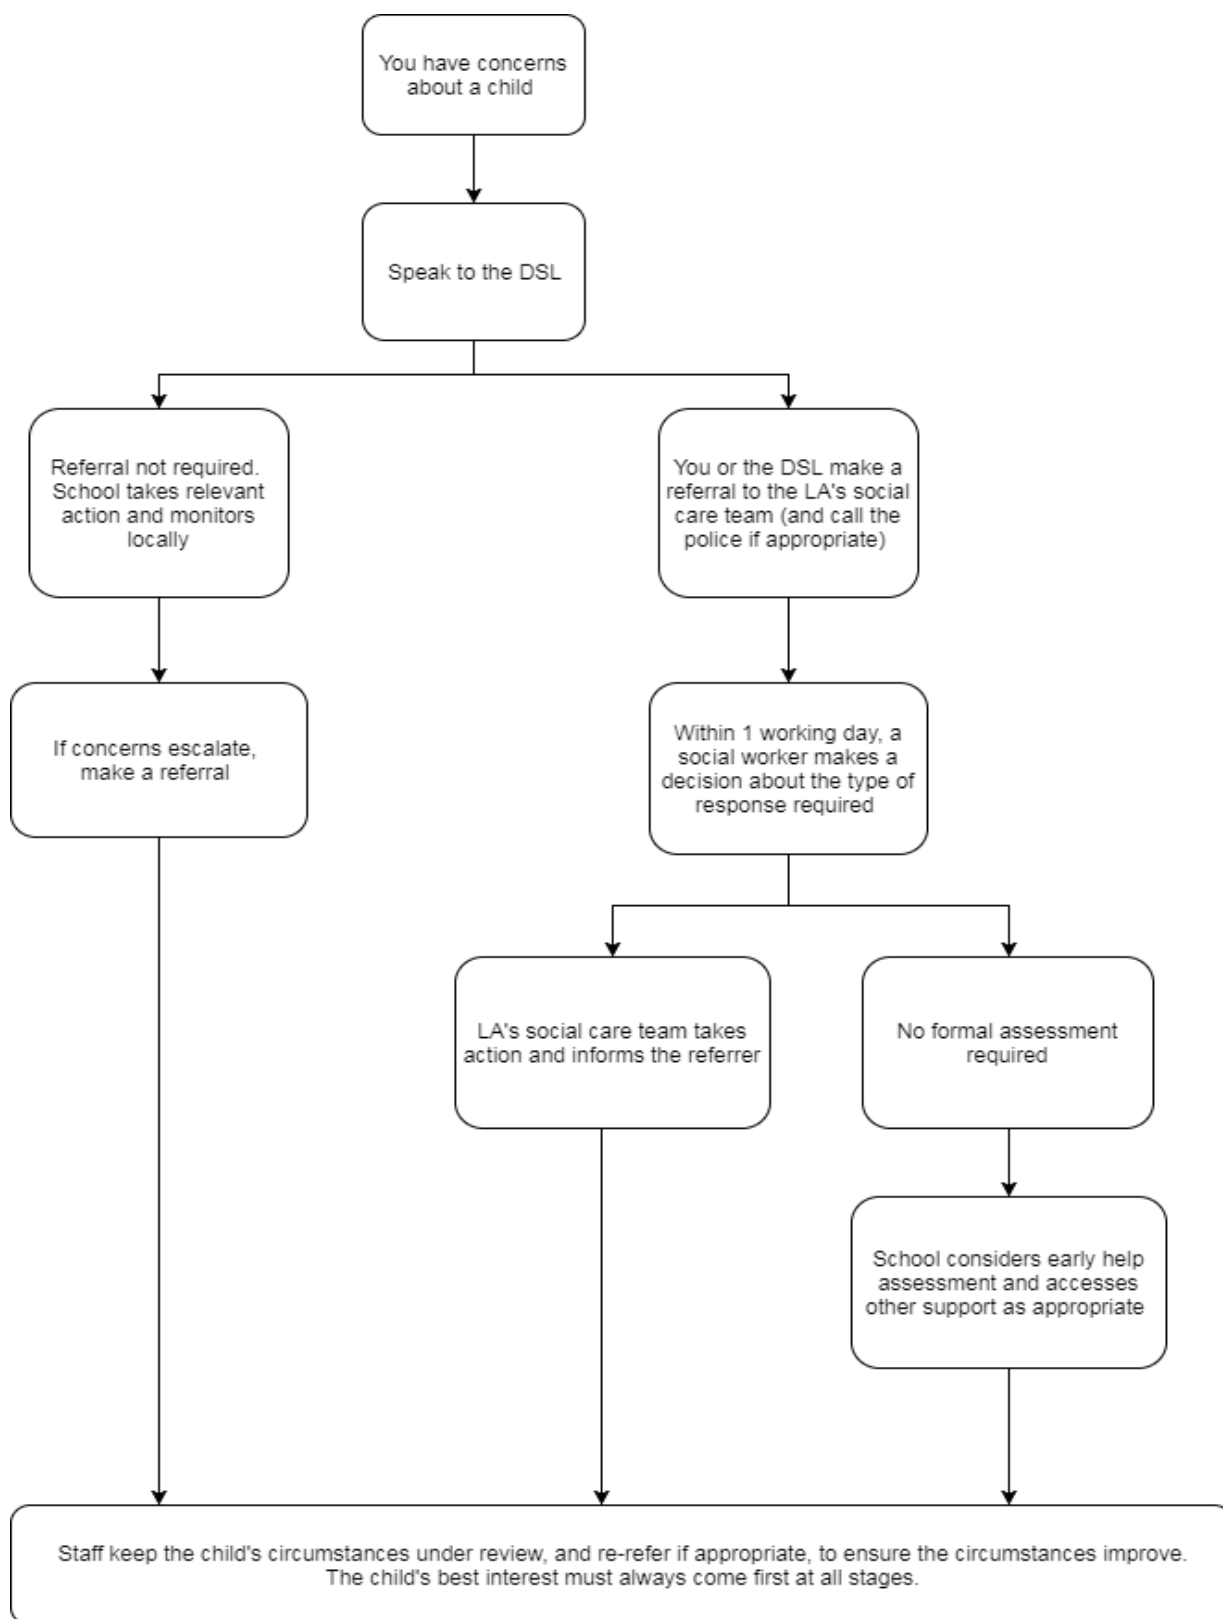 You have concerns
about a child
Speak to the DSL
Referral not required.
School takes relevant
action and monitors
locally
You or the DSL make a
referral to the LA's social
care team (and call the
police if appropriate)
If concerns escalate,
make a referral
Within 1 working day, a
social worker makes a
decision about the type of
response required
LA's social care team takes
action and informs the referrer
No formal assessment
required
School considers early help
assessment and accesses
other support as appropriate
Staff keep the child's circumstances under review, and re-refer if appropriate, to ensure the circumstances improve.
The child's best interest must always come first at all stages.